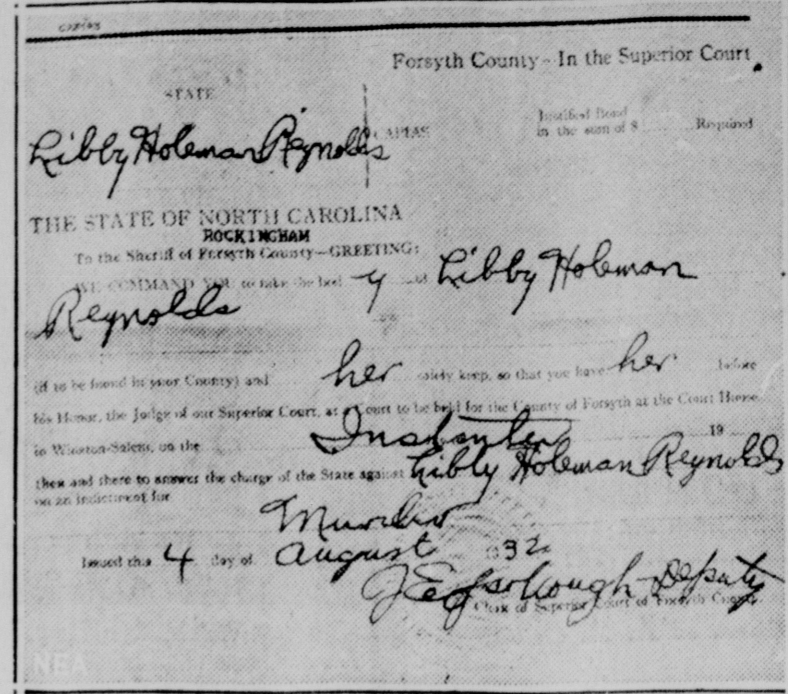 Forsyth County - In the Superior Court
STATE
Libby Holeman Reynolds
CAPIAS
Justified Bond
in the sum of $ Required
THE STATE OF NORTH CAROLINA
ROCKINGHAM
To the Sheriff of Forsyth County—GREETING:
WE COMMAND YOU to take the bod y of Libby Holeman
Reynolds
(if to be found in your County) and her safely keep, so that you have her before
his Honor, the Judge of our Superior Court, at a Court to be held for the County of Forsyth at the Court House
in Winston-Salem, on the Instanter 19
then and there to answer the charge of the State against Libby Holeman Reynolds
on an indictment for
Murder
Issued this 4 day of August 1932
Deputy
Clerk of Superior Court of Forsyth County.
NEA